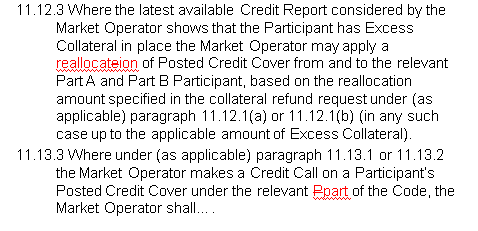 11.12.3 Where the latest available Credit Report considered by the
Market Operator shows that the Participant has Excess
Collateral in place the Market Operator may apply a
reallocateion of Posted Credit Cover from and to the relevant
Part A and Part B Participant, based on the reallocation
amount specified in the collateral refund request under (as
applicable) paragraph 11.12.1(a) or 11.12.1(b) (in any such
case up to the applicable amount of Excess Collateral).
11.13.3 Where under (as applicable) paragraph 11.13.1 or 11.13.2
the Market Operator makes a Credit Call on a Participant's
Posted Credit Cover under the relevant Ppart of the Code, the
Market Operator shall... .